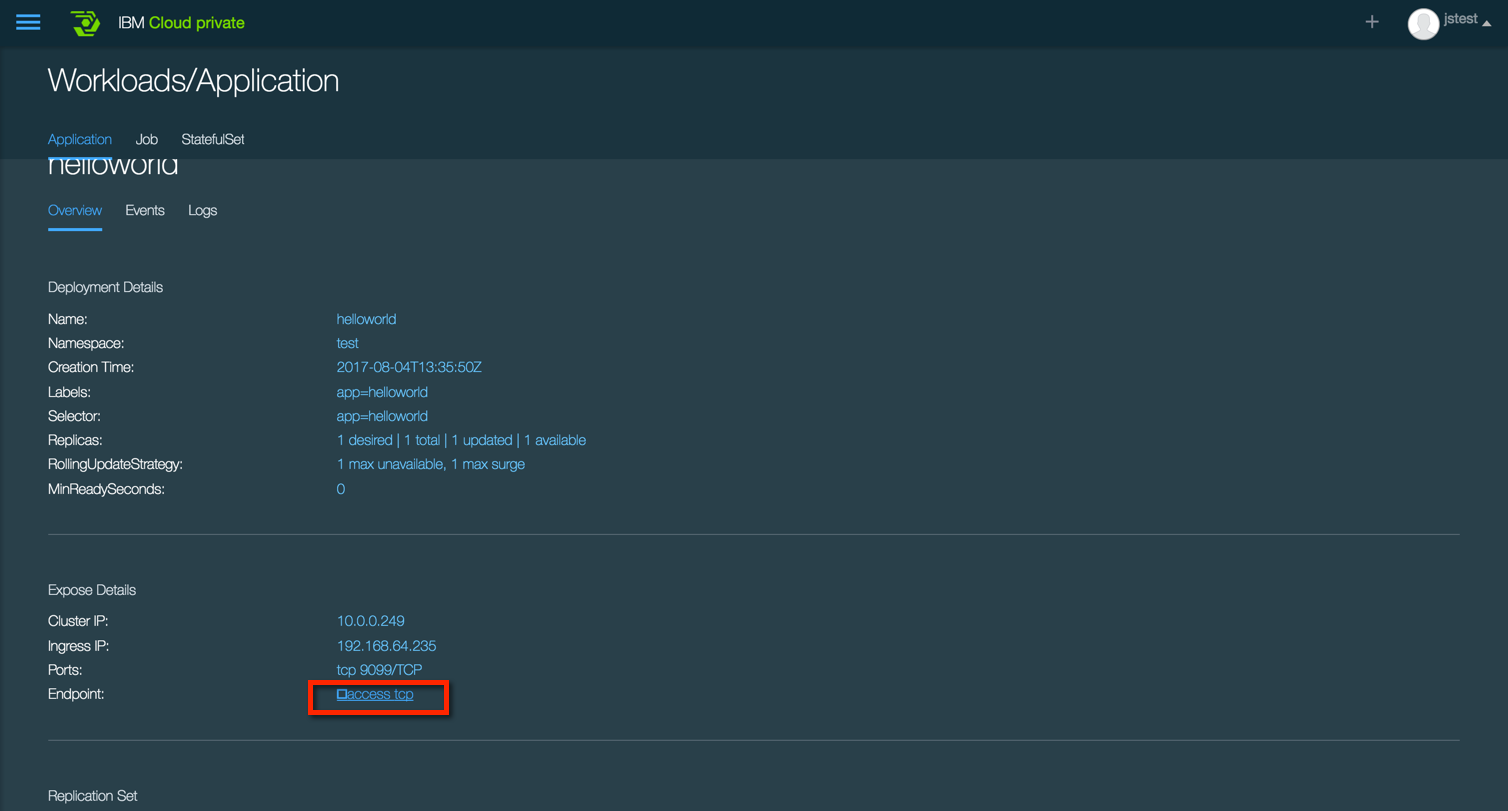 IBM Cloud private
jstest
Workloads/Application
Application Job StatefulSet
helloworld
Overview Events Logs
Deployment Details
Name: helloworld
Namespace: test
Creation Time: 2017-08-04T13:35:50Z
Labels: app=helloworld
Selector: app=helloworld
Replicas: 1 desired | 1 total | 1 updated | 1 available
RollingUpdateStrategy: 1 max unavailable, 1 max surge
MinReadySeconds: 0
Expose Details
Cluster IP: 10.0.0.249
Ingress IP: 192.168.64.235
Ports: tcp 9099/TCP
Endpoint: access tcp
Replication Set